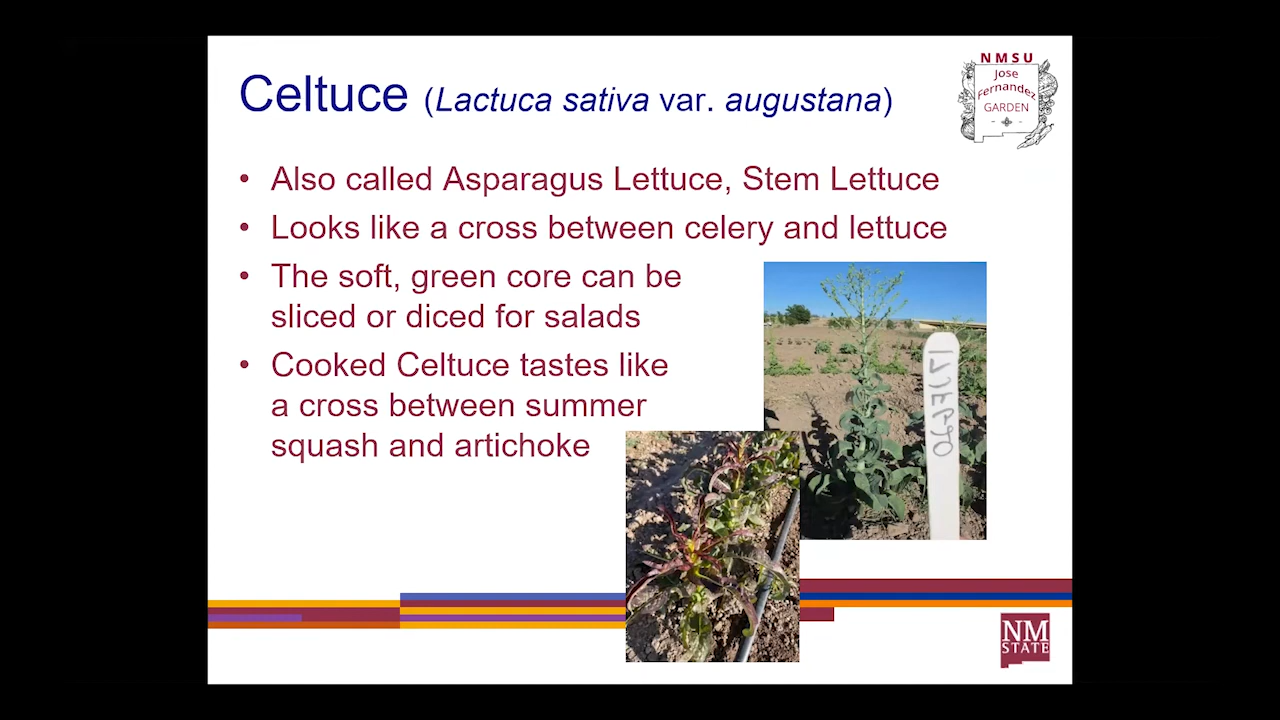 Celtuce (Lactuca sativa var. augustana)
NMSU
Jose
Fernandez
GARDEN
• Also called Asparagus Lettuce, Stem Lettuce
• Looks like a cross between celery and lettuce
• The soft, green core can be
sliced or diced for salads
• Cooked Celtuce tastes like
a cross between summer
squash and artichoke
NM
STATE